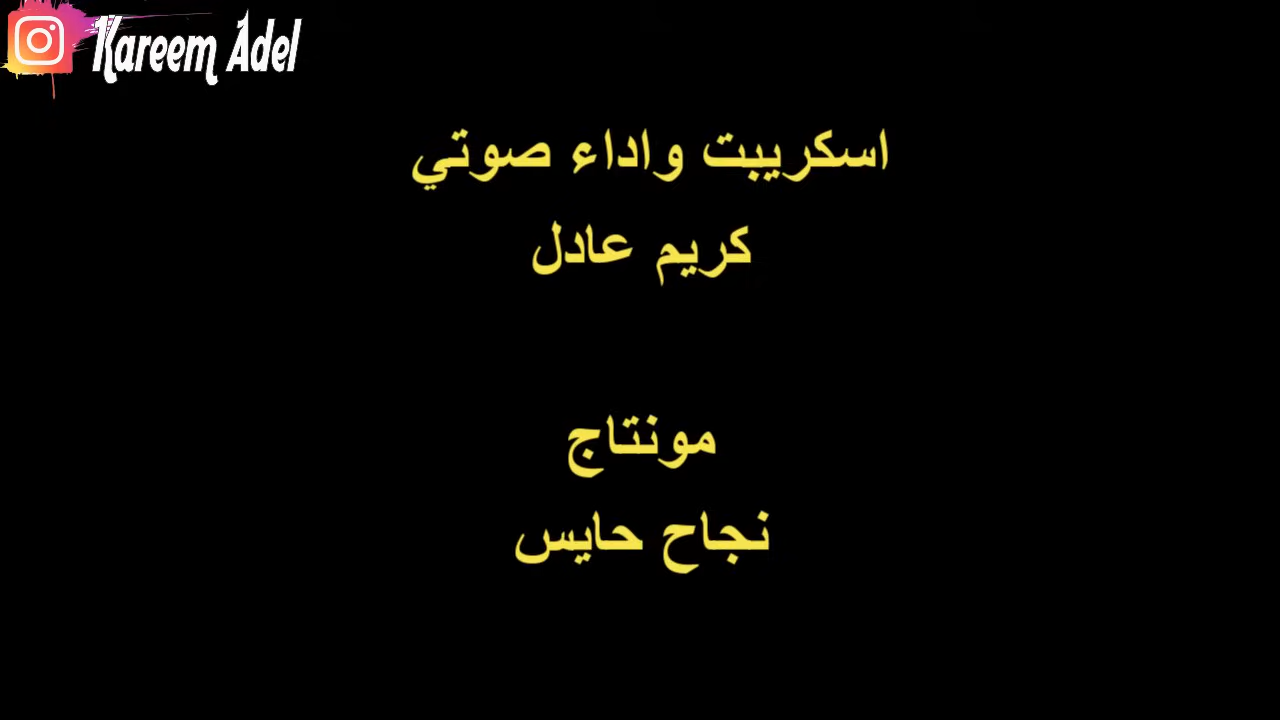 Kareem Adel
اسكريبت واداء صوتي
كريم عادل
مونتاج
نجاح حايس